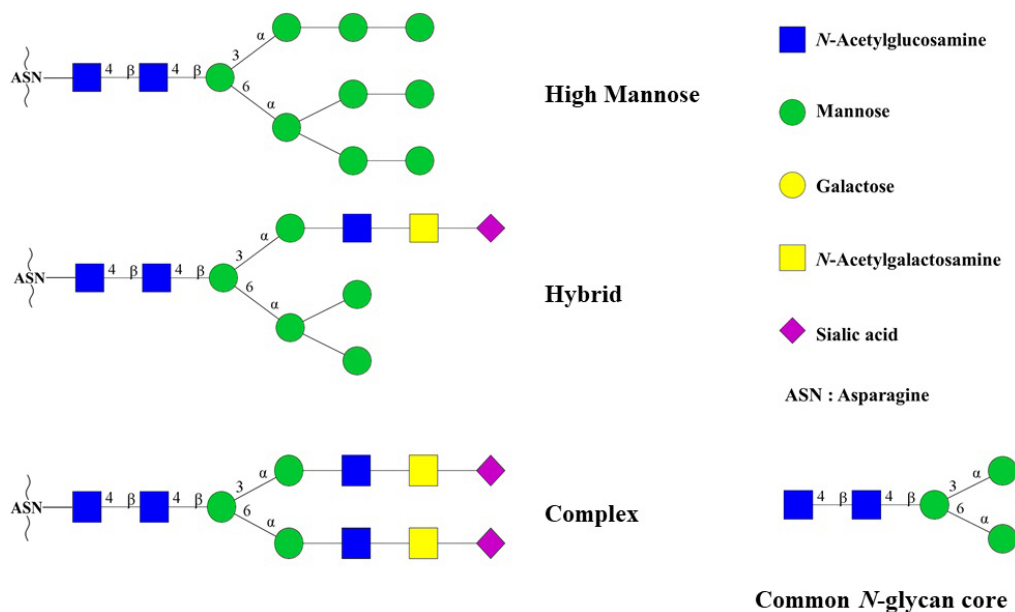 α
3
ASN 4 β 4 β
6
α
High Mannose
α
3
ASN 4 β 4 β
6
α
Hybrid
α
3
ASN 4 β 4 β
6
α
Complex
N-Acetylglucosamine
Mannose
Galactose
N-Acetylgalactosamine
Sialic acid
ASN : Asparagine
α
3
4 β 4 β
6
α
Common N-glycan core